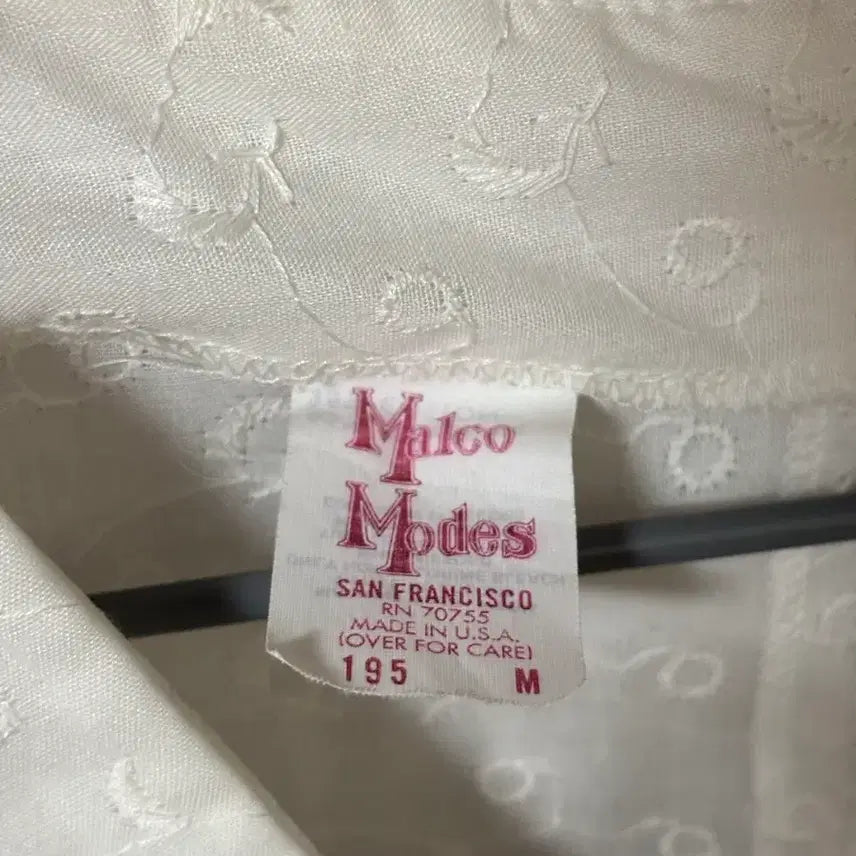 Malco
Modes
SAN FRANCISCO
RN 70755
MADE IN U.S.A.
(OVER FOR CARE)
195 M